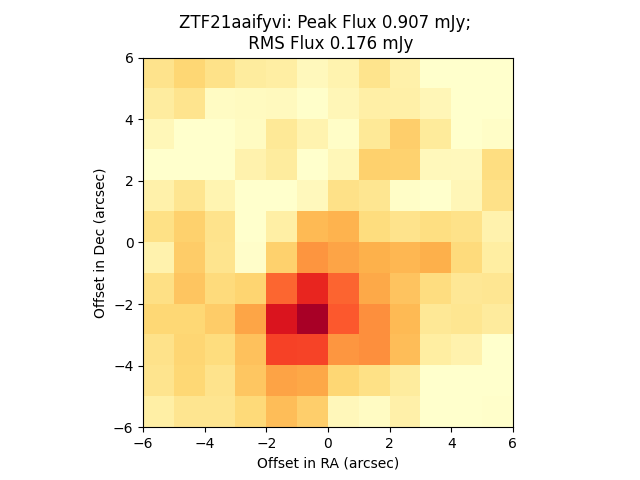 ZTF21aaifyvi: Peak Flux 0.907 mJy;
RMS Flux 0.176 mJy
6
4
2
0
−2
−4
−6
Offset in Dec (arcsec)
−6 −4 −2 0 2 4 6
Offset in RA (arcsec)